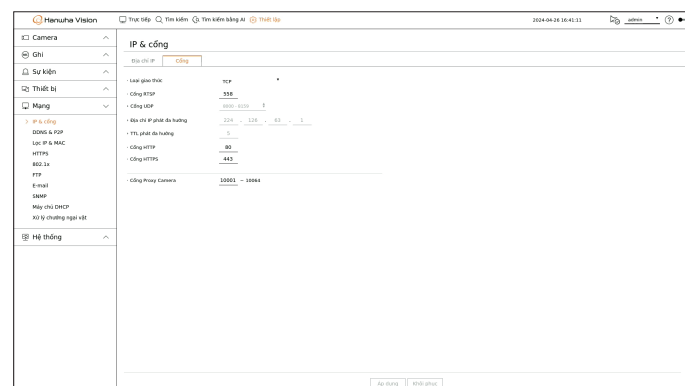 Hanwha Vision
Trực tiếp Tìm kiếm Tìm kiếm bằng AI Thiết lập
2024-04-26 16:41:11
admin
Camera
Ghi
Sự kiện
Thiết bị
Mạng
IP & cổng
DDNS & P2P
Lọc IP & MAC
HTTPS
802.1x
FTP
E-mail
SNMP
Máy chủ DHCP
Xử lý chướng ngại vật
Hệ thống
IP & cổng
Địa chỉ IP Cổng
Loại giao thức TCP
Cổng RTSP 558
Cổng UDP 8000 - 8159
Địa chỉ IP phát đa hướng 224 . 126 . 63 . 1
TTL phát đa hướng 5
Cổng HTTP 80
Cổng HTTPS 443
Cổng Proxy Camera 10001 ~ 10064
Áp dụng Khôi phục